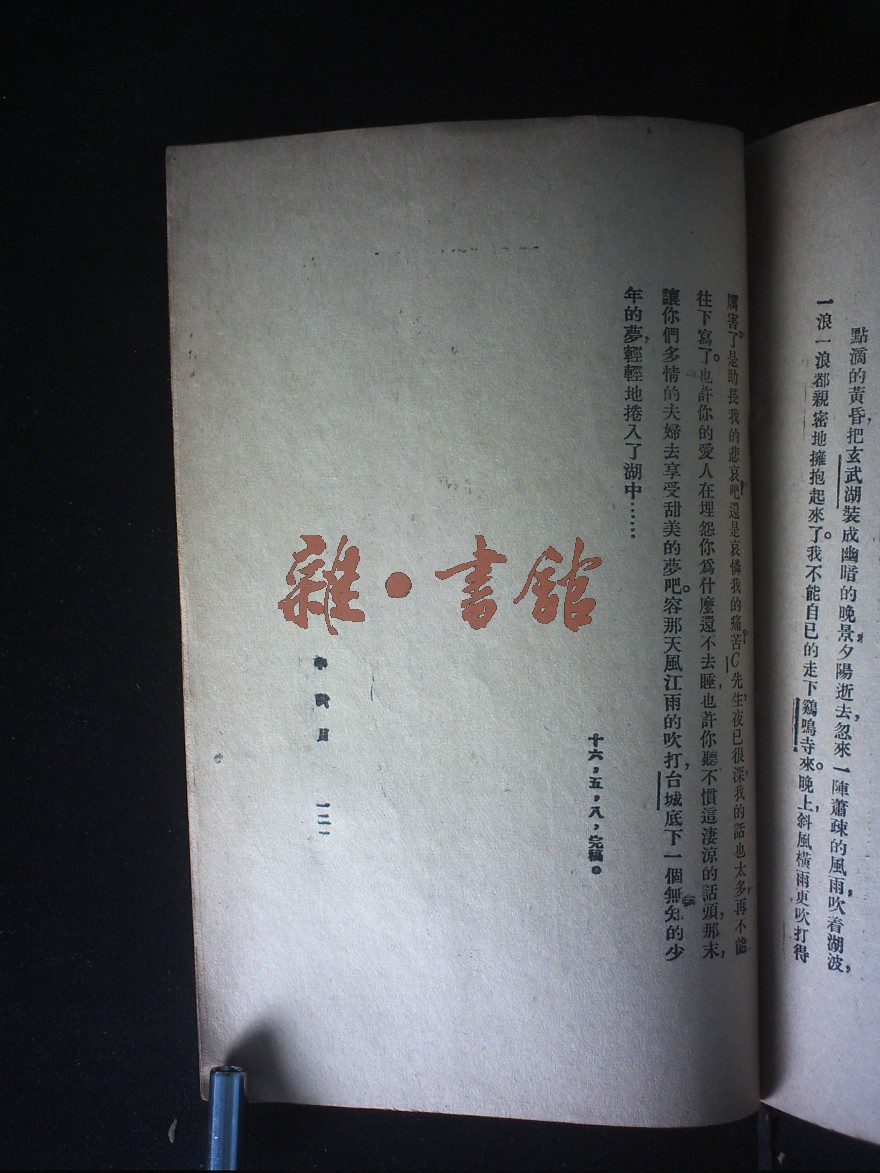 點滴的黃昏，把玄武湖裝成幽暗的晚景，夕陽逝去，忽來一陣蕭疎的風雨，吹着湖波，
一浪一浪都親密地擁抱起來了。我不能自已的走下鷄鳴寺來。晚上，斜風橫雨更吹打得
厲害了，是助長我的悲哀吧，還是哀憐我的痛苦？C先生，夜已很深，我的話也太多，再不能
往下寫了。也許你的愛人在埋怨你爲什麼還不去睡，也許你聽不慣這淒涼的話頭，那末，
讓你們多情的夫婦去享受甜美的夢吧。容那天風江雨的吹打，台城底下一個無知的少
年的夢，輕輕地捲入了湖中……
十六，五，八，完稿。
雜·書館
月
一二一